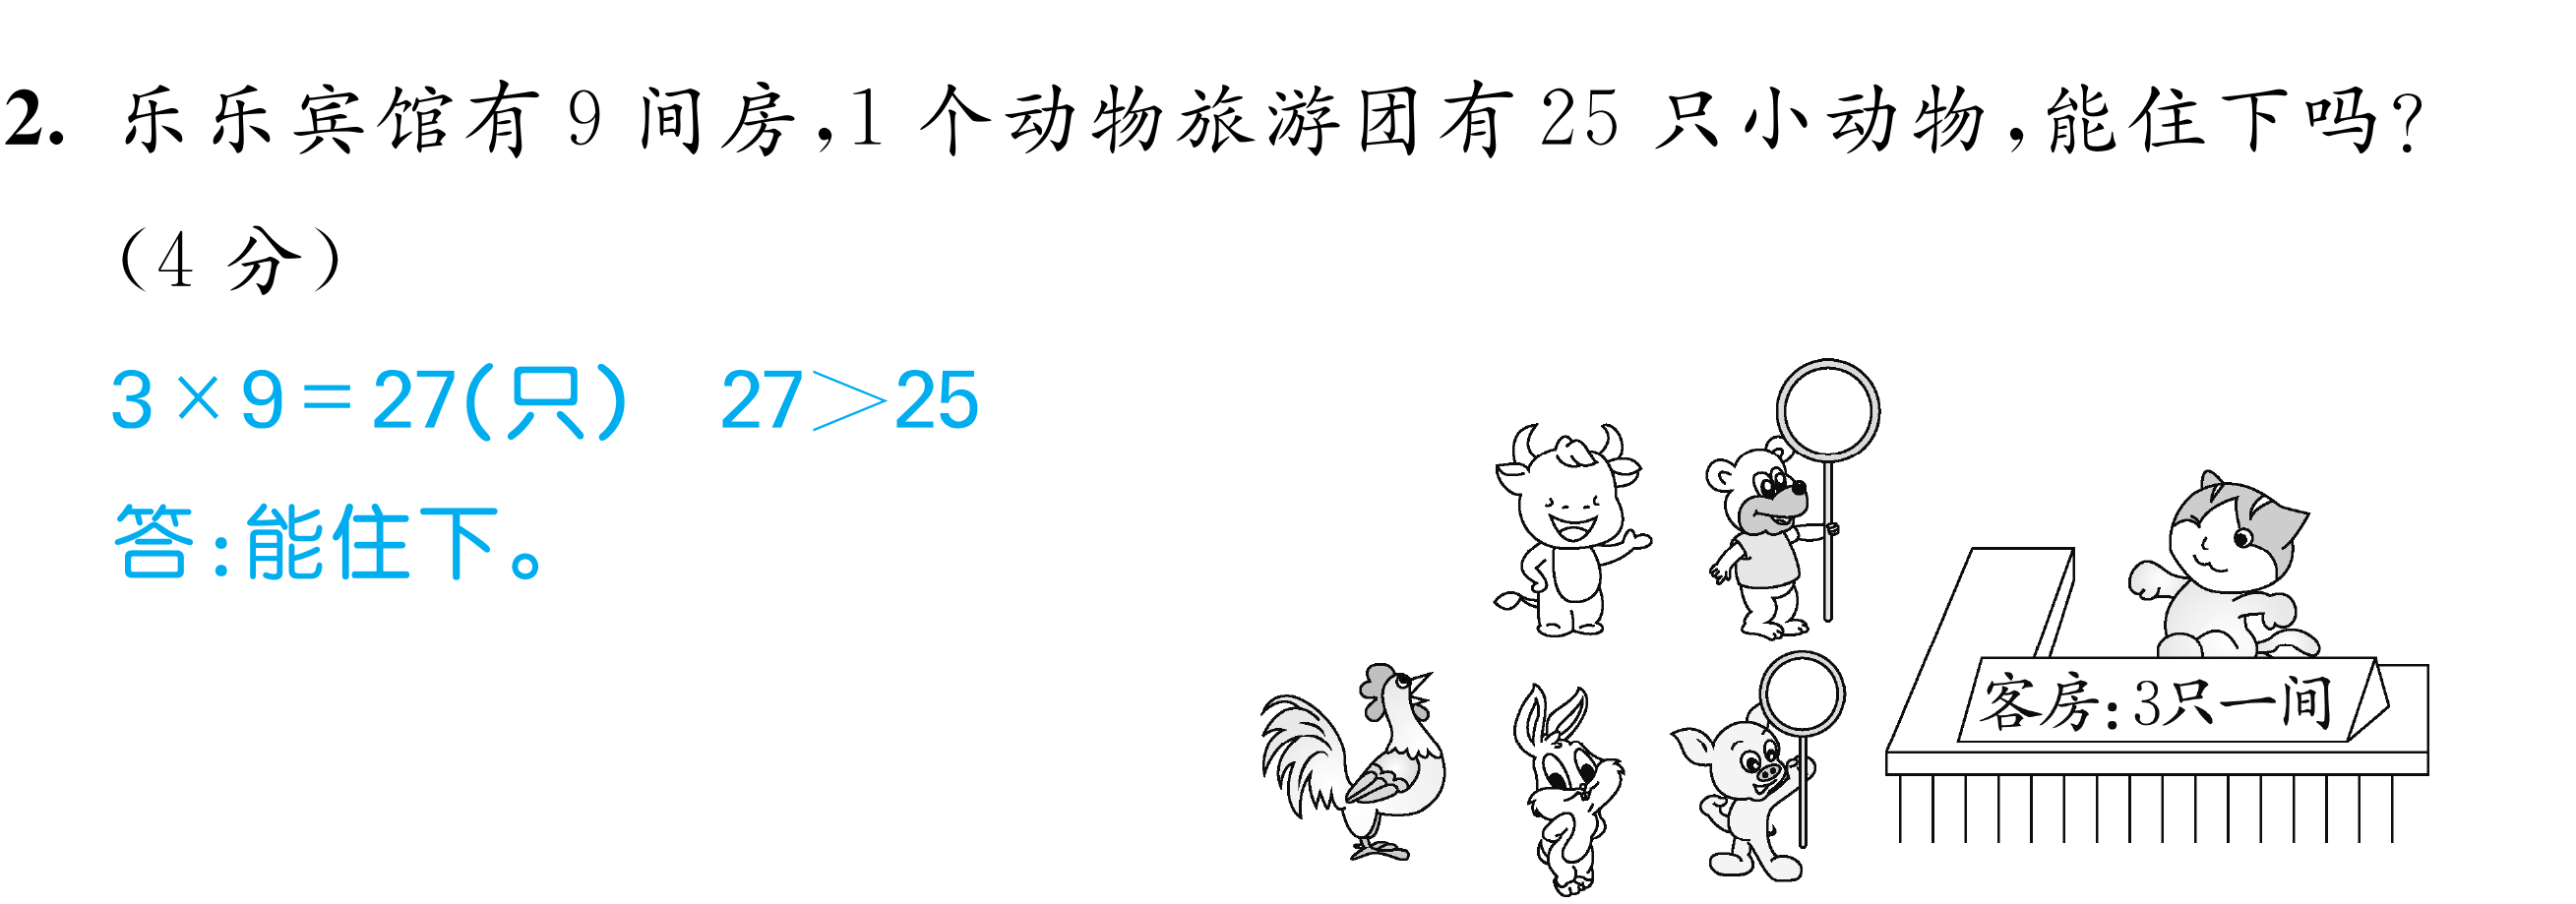 2. 乐乐宾馆有 9 间房,1 个动物旅游团有 25 只小动物,能住下吗?
(4 分)
3×9=27(只) 27>25
答:能住下。
客房:3只一间